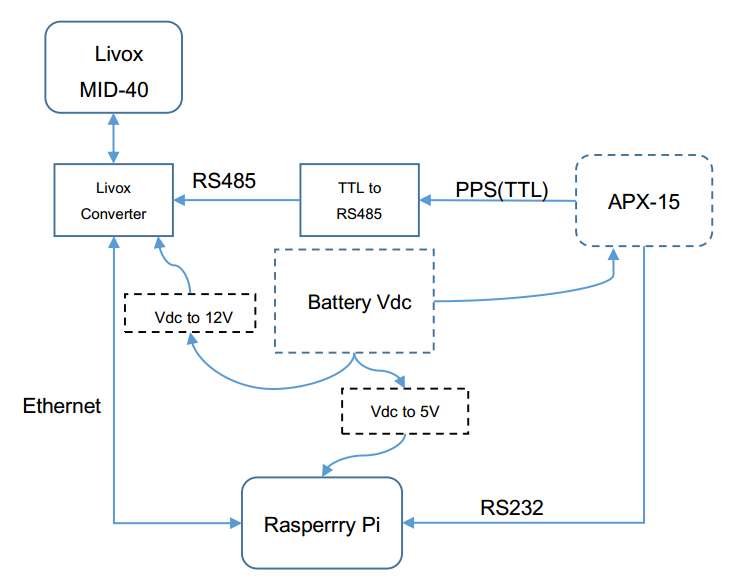 Livox
MID-40
Livox
Converter
RS485
TTL to
RS485
PPS(TTL)
APX-15
Battery Vdc
Vdc to 12V
Vdc to 5V
Ethernet
Rasperrry Pi
RS232